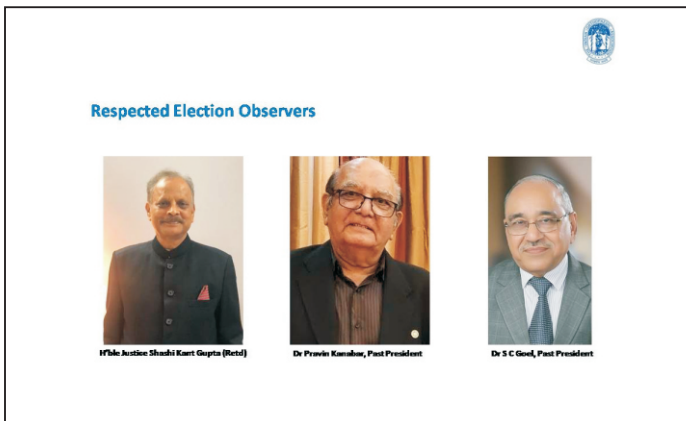 Respected Election Observers
H'ble Justice Shashi Kant Gupta (Retd)
Dr Pravin Kanabar, Past President
Dr S C Goel, Past President